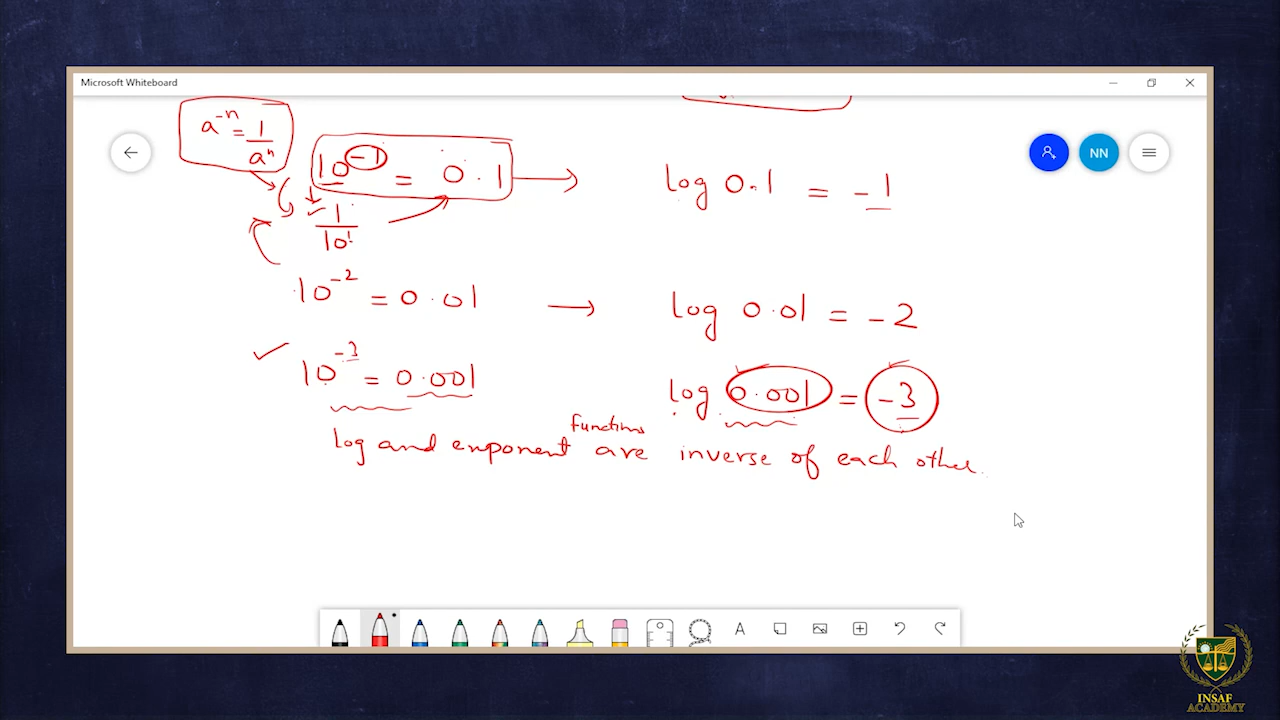 Microsoft Whiteboard
a⁻ⁿ = 1/aⁿ
10⁻¹ = 0.1 → log 0.1 = -1
1/10¹
NN
10⁻² = 0.01 → log 0.01 = -2
✓ 10⁻³ = 0.001 log 0.001 = -3
functions
log and exponent are inverse of each other.
A
INSAF
ACADEMY